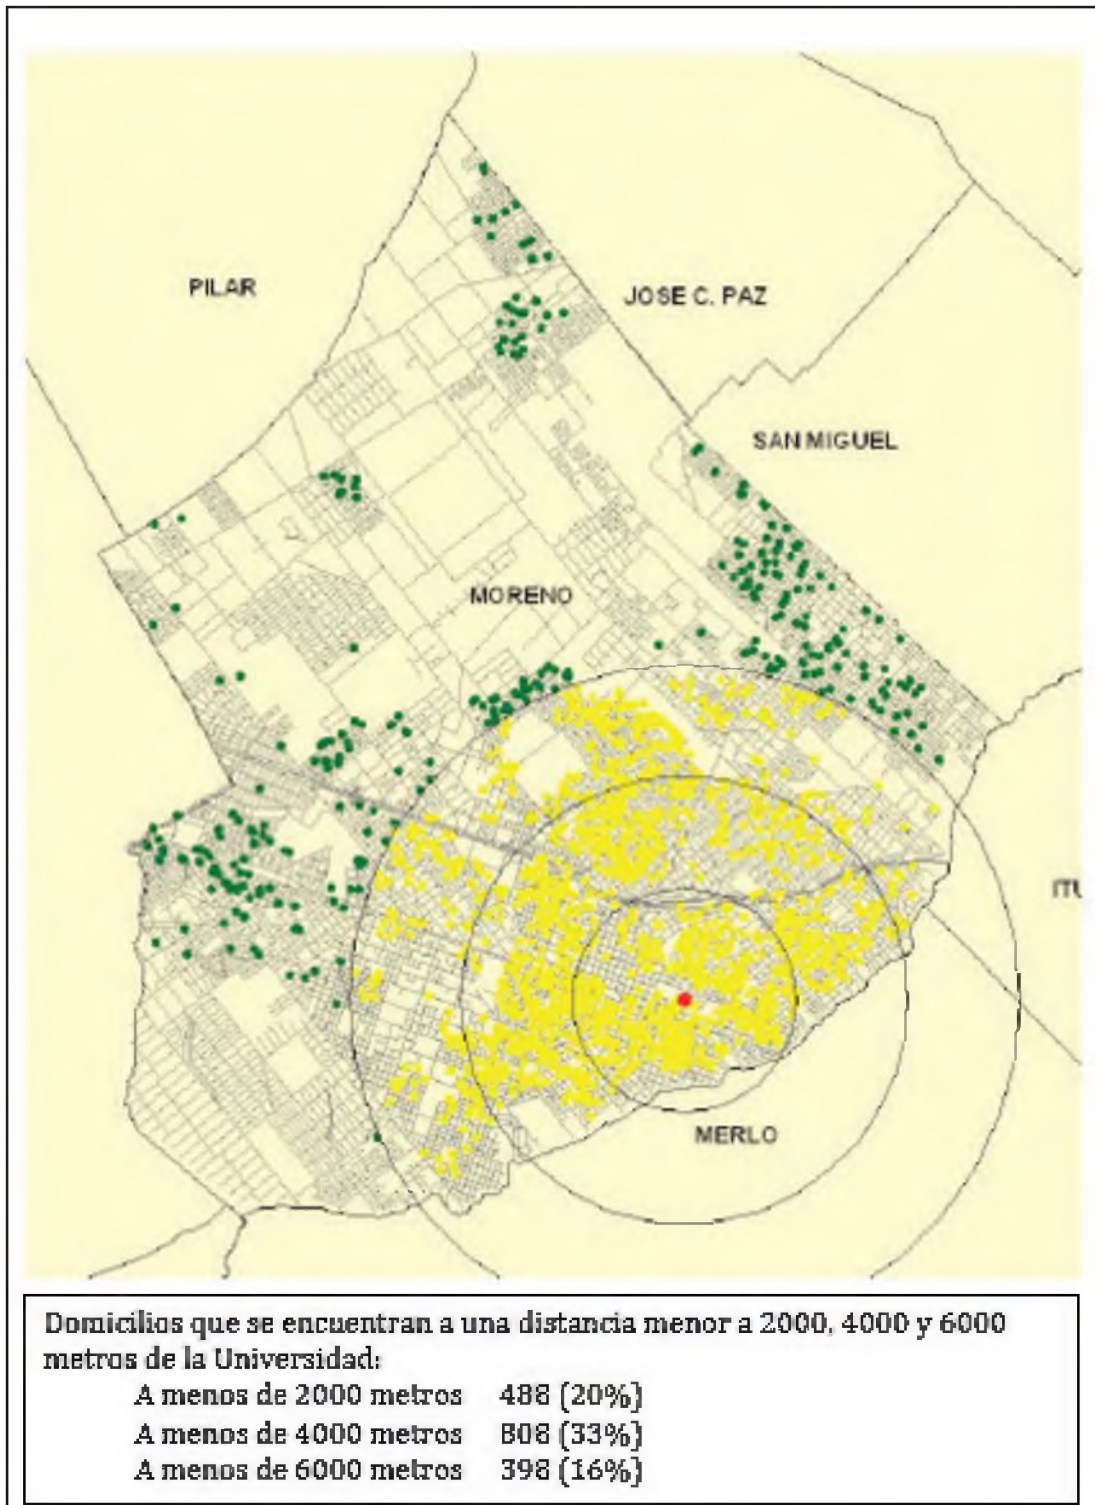 PILAR
JOSE C. PAZ
SAN MIGUEL
MORENO
ITU
MERLO
Domicilios que se encuentran a una distancia menor a 2000, 4000 y 6000
metros de la Universidad:
A menos de 2000 metros 488 (20%)
A menos de 4000 metros 808 (33%)
A menos de 6000 metros 398 (16%)